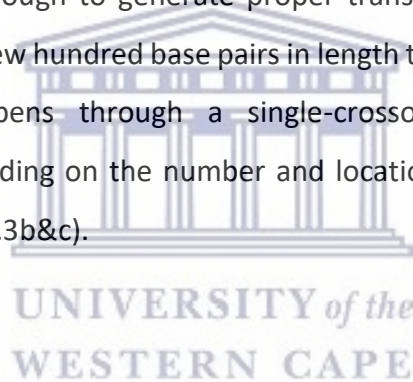 ough to generate proper trans
ew hundred base pairs in length t
pens through a single-crosso
ding on the number and locatio
.3b&c).
UNIVERSITY of the
WESTERN CAPE